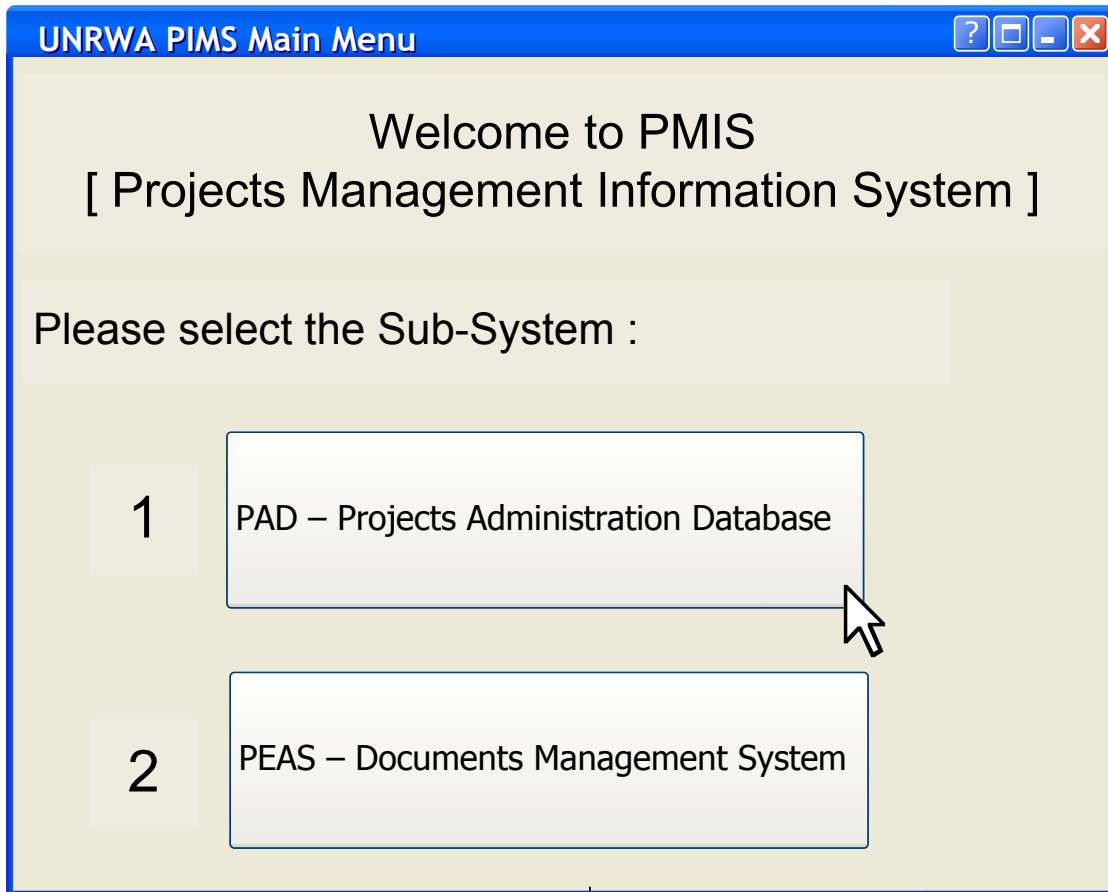 UNRWA PIMS Main Menu
Welcome to PMIS
[ Projects Management Information System ]
Please select the Sub-System :
1
PAD – Projects Administration Database
2
PEAS – Documents Management System